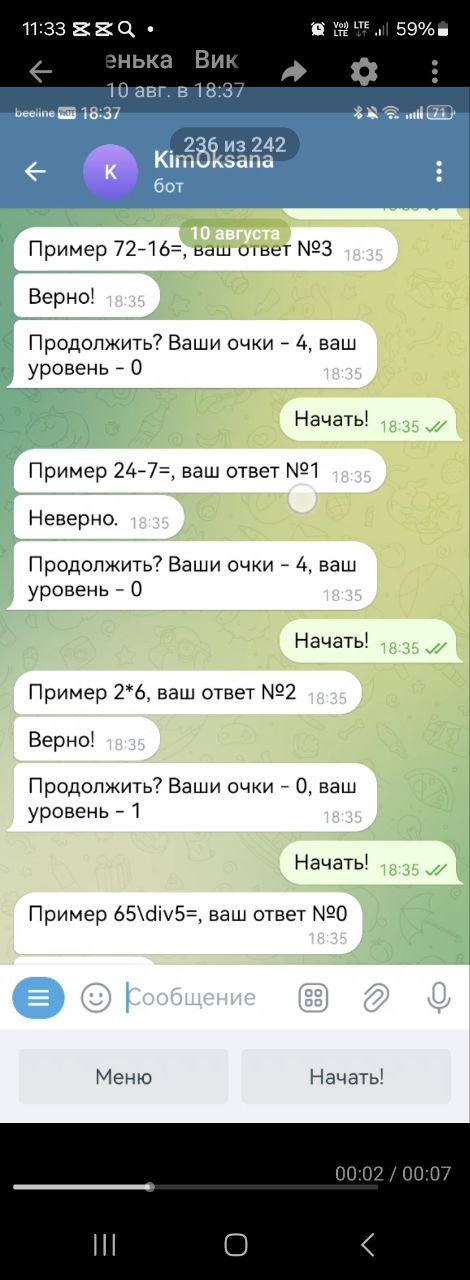 11:33 59%
енька Вик
10 авг. в 18:37
beeline 18:37 71
236 из 242
K KimOksana
бот
10 августа
Пример 72-16=, ваш ответ №3 18:35
Верно! 18:35
Продолжить? Ваши очки - 4, ваш
уровень - 0 18:35
Начать! 18:35
Пример 24-7=, ваш ответ №1 18:35
Неверно. 18:35
Продолжить? Ваши очки - 4, ваш
уровень - 0 18:35
Начать! 18:35
Пример 2*6, ваш ответ №2 18:35
Верно! 18:35
Продолжить? Ваши очки - 0, ваш
уровень - 1 18:35
Начать! 18:35
Пример 65\div5=, ваш ответ №0
18:35
Сообщение
Меню Начать!
00:02 / 00:07